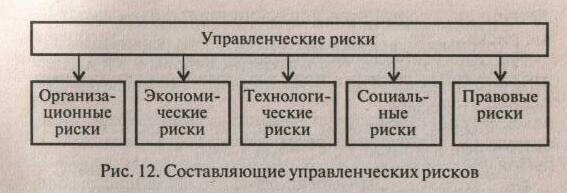 Управленческие риски
Организа-
ционные
риски
Экономи-
ческие
риски
Технологи-
ческие
риски
Социаль-
ные
риски
Правовые
риски
Рис. 12. Составляющие управленческих рисков